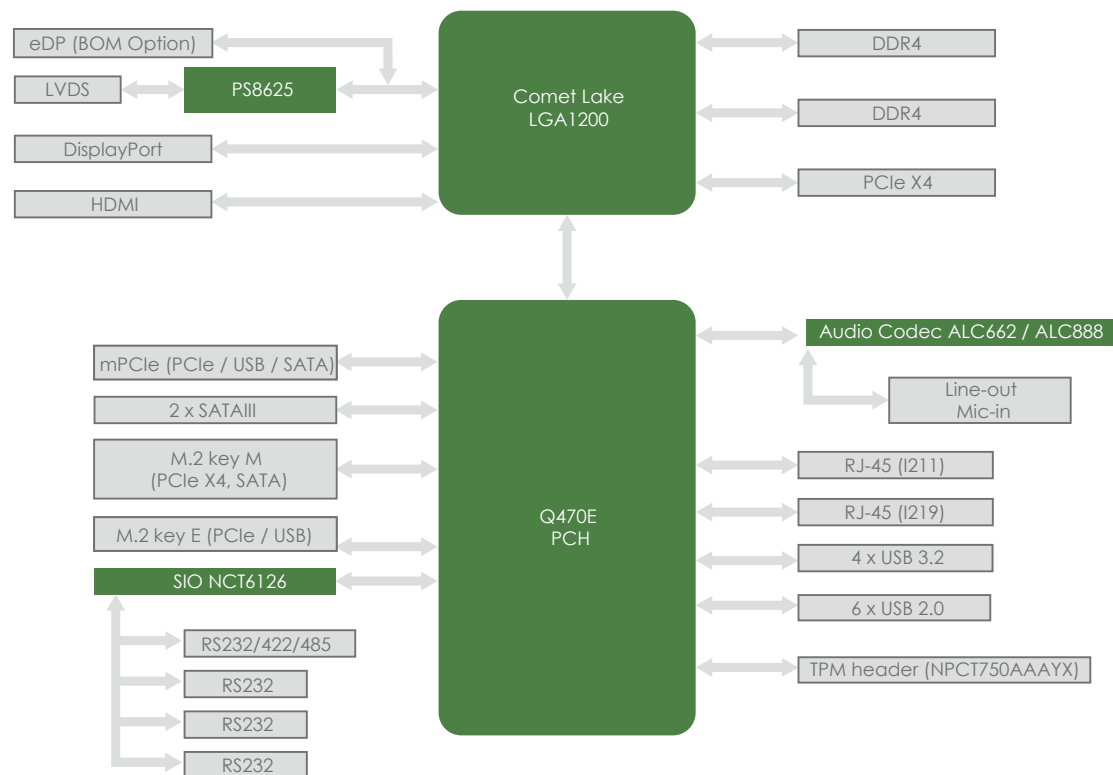 eDP (BOM Option)
LVDS
PS8625
DisplayPort
HDMI
Comet Lake
LGA1200
DDR4
DDR4
PCIe X4
mPCIe (PCIe / USB / SATA)
2 x SATAIII
M.2 key M
(PCIe X4, SATA)
M.2 key E (PCIe / USB)
SIO NCT6126
RS232/422/485
RS232
RS232
RS232
Q470E
PCH
Audio Codec ALC662 / ALC888
Line-out
Mic-in
RJ-45 (I211)
RJ-45 (I219)
4 x USB 3.2
6 x USB 2.0
TPM header (NPCT750AAAYX)